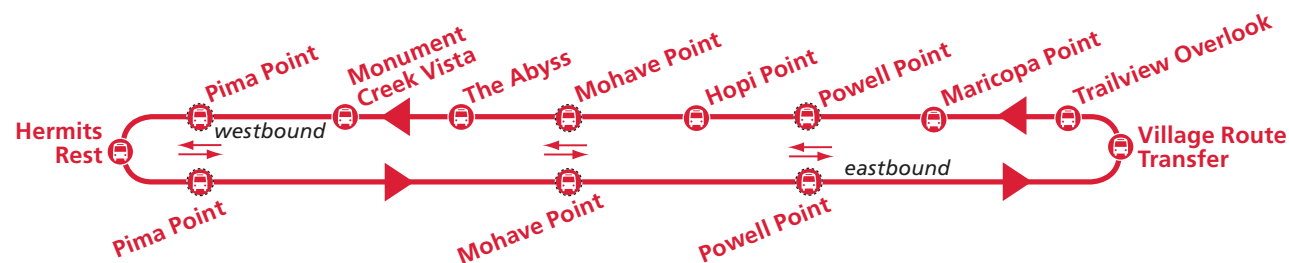 Pima Point
Monument
Creek Vista
The Abyss
Mohave Point
Hopi Point
Powell Point
Maricopa Point
Trailview Overlook
Hermits
Rest
westbound
Village Route
Transfer
eastbound
Pima Point
Mohave Point
Powell Point